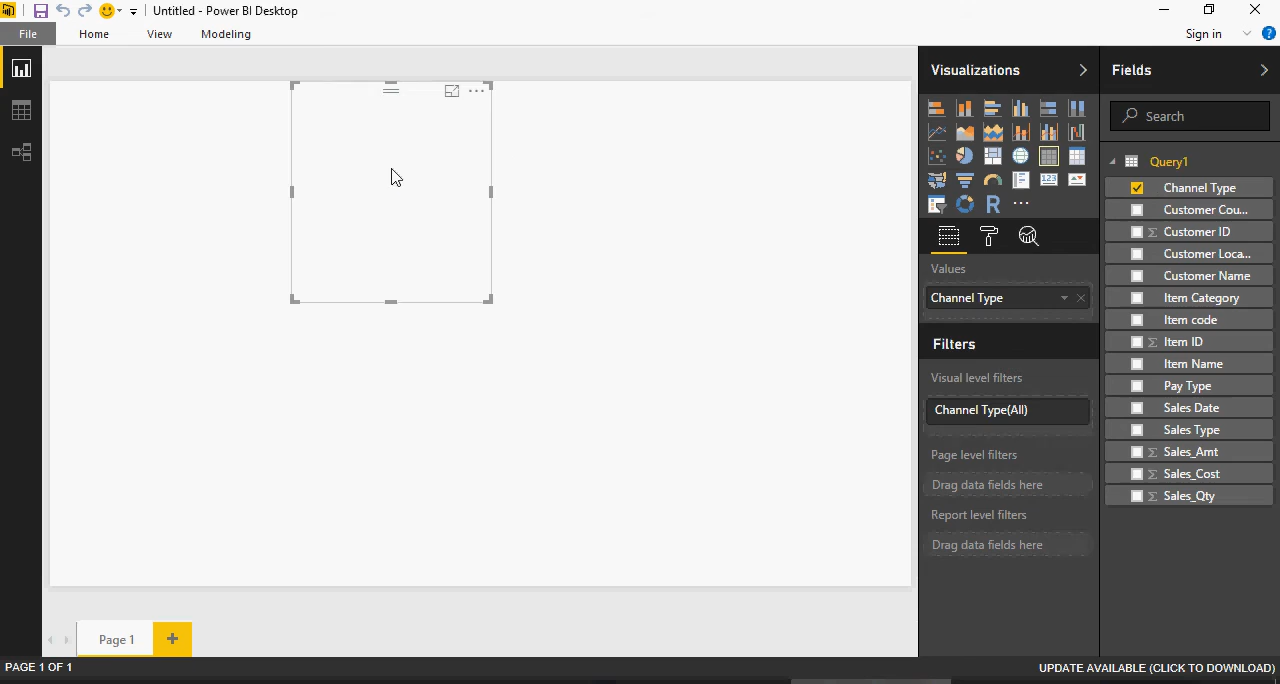 Untitled - Power BI Desktop
File
Home
View
Modeling
Sign in
?
Visualizations
Fields
Search
Query1
Channel Type
Customer Cou...
Σ Customer ID
Customer Loca...
Customer Name
Item Category
Item code
Σ Item ID
Item Name
Pay Type
Sales Date
Sales Type
Σ Sales_Amt
Σ Sales_Cost
Σ Sales_Qty
123
R
Values
Channel Type
Filters
Visual level filters
Channel Type(All)
Page level filters
Drag data fields here
Report level filters
Drag data fields here
Page 1
+
PAGE 1 OF 1
UPDATE AVAILABLE (CLICK TO DOWNLOAD)